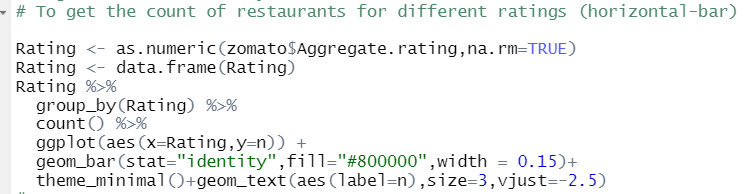 # To get the count of restaurants for different ratings (horizontal-bar)
Rating <- as.numeric(zomato$Aggregate.rating,na.rm=TRUE)
Rating <- data.frame(Rating)
Rating %>%
  group_by(Rating) %>%
  count() %>%
  ggplot(aes(x=Rating,y=n)) +
  geom_bar(stat="identity",fill="#800000",width = 0.15)+
  theme_minimal()+geom_text(aes(label=n),size=3,vjust=-2.5)